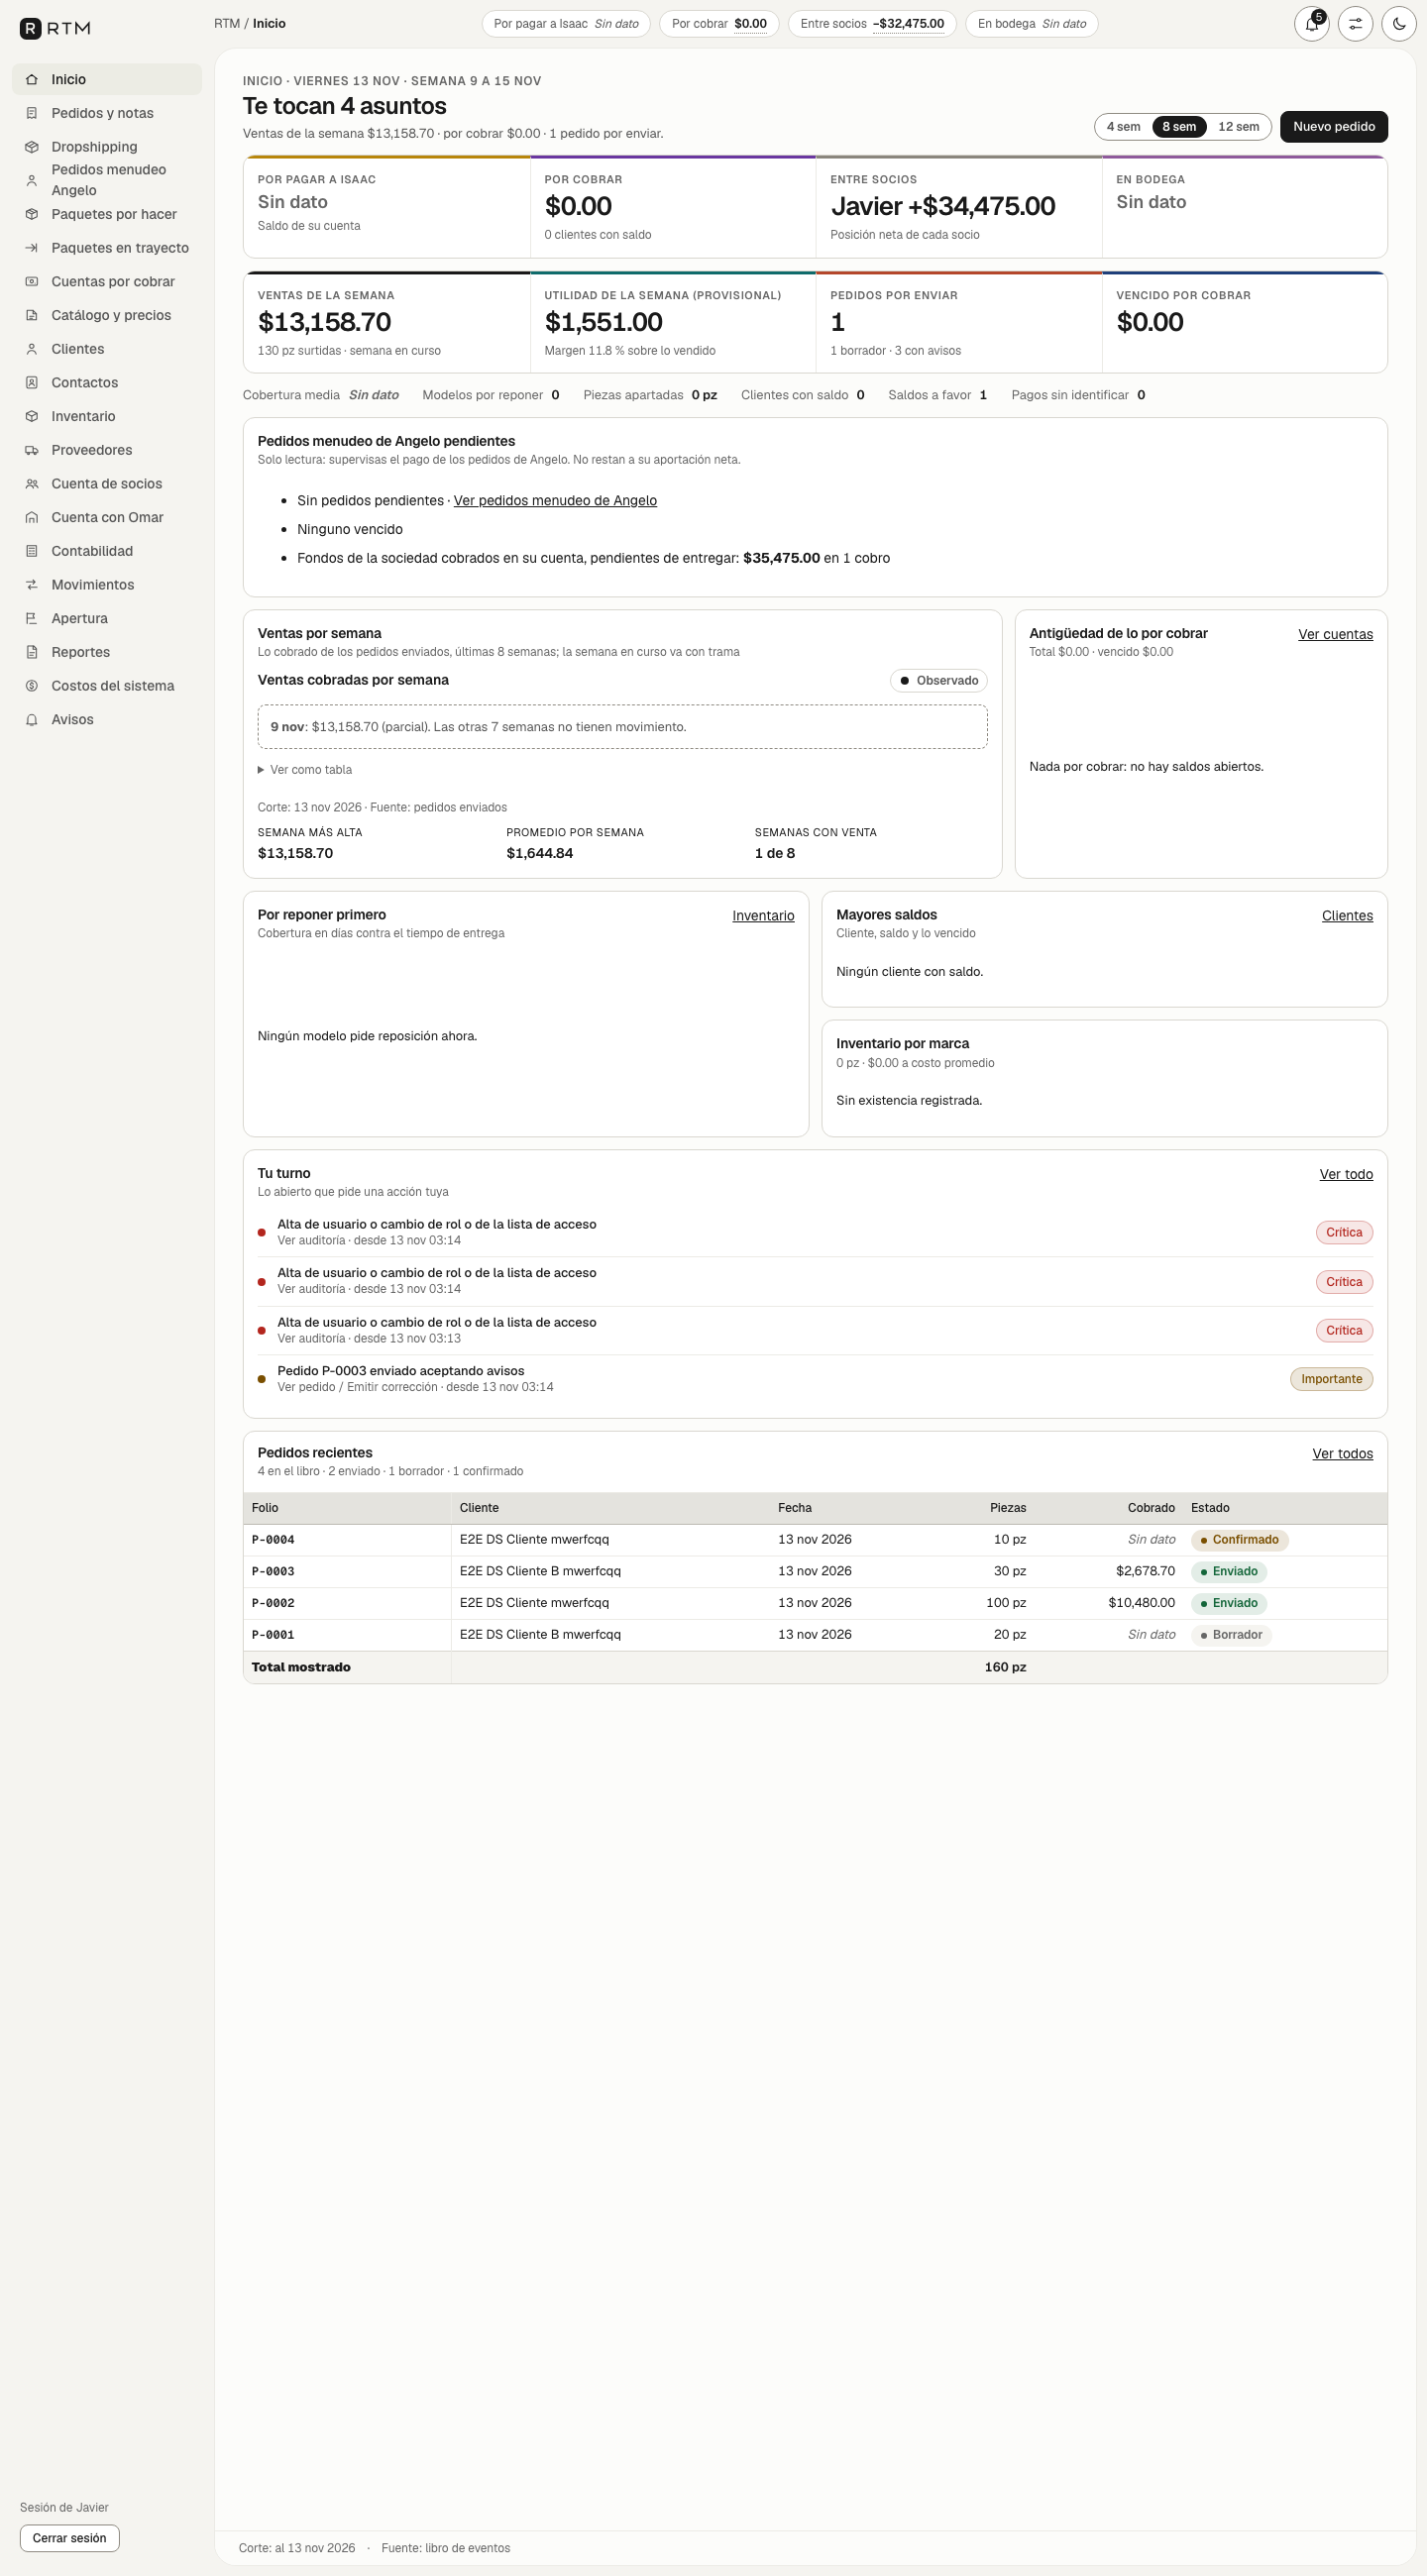 R RTM
RTM / Inicio
Por pagar a Isaac Sin dato
Por cobrar $0.00
Entre socios −$32,475.00
En bodega Sin dato
5
Inicio
Pedidos y notas
Dropshipping
Pedidos menudeo
Angelo
Paquetes por hacer
Paquetes en trayecto
Cuentas por cobrar
Catálogo y precios
Clientes
Contactos
Inventario
Proveedores
Cuenta de socios
Cuenta con Omar
Contabilidad
Movimientos
Apertura
Reportes
Costos del sistema
Avisos
Sesión de Javier
Cerrar sesión
INICIO · VIERNES 13 NOV · SEMANA 9 A 15 NOV
Te tocan 4 asuntos
Ventas de la semana $13,158.70 · por cobrar $0.00 · 1 pedido por enviar.
4 sem 8 sem 12 sem
Nuevo pedido
POR PAGAR A ISAAC
Sin dato
Saldo de su cuenta
POR COBRAR
$0.00
0 clientes con saldo
ENTRE SOCIOS
Javier +$34,475.00
Posición neta de cada socio
EN BODEGA
Sin dato
VENTAS DE LA SEMANA
$13,158.70
130 pz surtidas · semana en curso
UTILIDAD DE LA SEMANA (PROVISIONAL)
$1,551.00
Margen 11.8 % sobre lo vendido
PEDIDOS POR ENVIAR
1
1 borrador · 3 con avisos
VENCIDO POR COBRAR
$0.00
Cobertura media Sin dato Modelos por reponer 0 Piezas apartadas 0 pz Clientes con saldo 0 Saldos a favor 1 Pagos sin identificar 0
Pedidos menudeo de Angelo pendientes
Solo lectura: supervisas el pago de los pedidos de Angelo. No restan a su aportación neta.
• Sin pedidos pendientes · Ver pedidos menudeo de Angelo
• Ninguno vencido
• Fondos de la sociedad cobrados en su cuenta, pendientes de entregar: $35,475.00 en 1 cobro
Ventas por semana
Lo cobrado de los pedidos enviados, últimas 8 semanas; la semana en curso va con trama
Ventas cobradas por semana
Observado
9 nov: $13,158.70 (parcial). Las otras 7 semanas no tienen movimiento.
Ver como tabla
Corte: 13 nov 2026 · Fuente: pedidos enviados
SEMANA MÁS ALTA
$13,158.70
PROMEDIO POR SEMANA
$1,644.84
SEMANAS CON VENTA
1 de 8
Antigüedad de lo por cobrar
Ver cuentas
Total $0.00 · vencido $0.00
Nada por cobrar: no hay saldos abiertos.
Por reponer primero
Inventario
Cobertura en días contra el tiempo de entrega
Ningún modelo pide reposición ahora.
Mayores saldos
Clientes
Cliente, saldo y lo vencido
Ningún cliente con saldo.
Inventario por marca
0 pz · $0.00 a costo promedio
Sin existencia registrada.
Tu turno
Ver todo
Lo abierto que pide una acción tuya
Alta de usuario o cambio de rol o de la lista de acceso
Ver auditoría · desde 13 nov 03:14
Crítica
Alta de usuario o cambio de rol o de la lista de acceso
Ver auditoría · desde 13 nov 03:14
Crítica
Alta de usuario o cambio de rol o de la lista de acceso
Ver auditoría · desde 13 nov 03:13
Crítica
Pedido P-0003 enviado aceptando avisos
Ver pedido / Emitir corrección · desde 13 nov 03:14
Importante
Pedidos recientes
Ver todos
4 en el libro · 2 enviado · 1 borrador · 1 confirmado
Folio Cliente Fecha Piezas Cobrado Estado
P-0004 E2E DS Cliente mwerfcqq 13 nov 2026 10 pz Sin dato Confirmado
P-0003 E2E DS Cliente B mwerfcqq 13 nov 2026 30 pz $2,678.70 Enviado
P-0002 E2E DS Cliente mwerfcqq 13 nov 2026 100 pz $10,480.00 Enviado
P-0001 E2E DS Cliente B mwerfcqq 13 nov 2026 20 pz Sin dato Borrador
Total mostrado 160 pz
Corte: al 13 nov 2026 · Fuente: libro de eventos